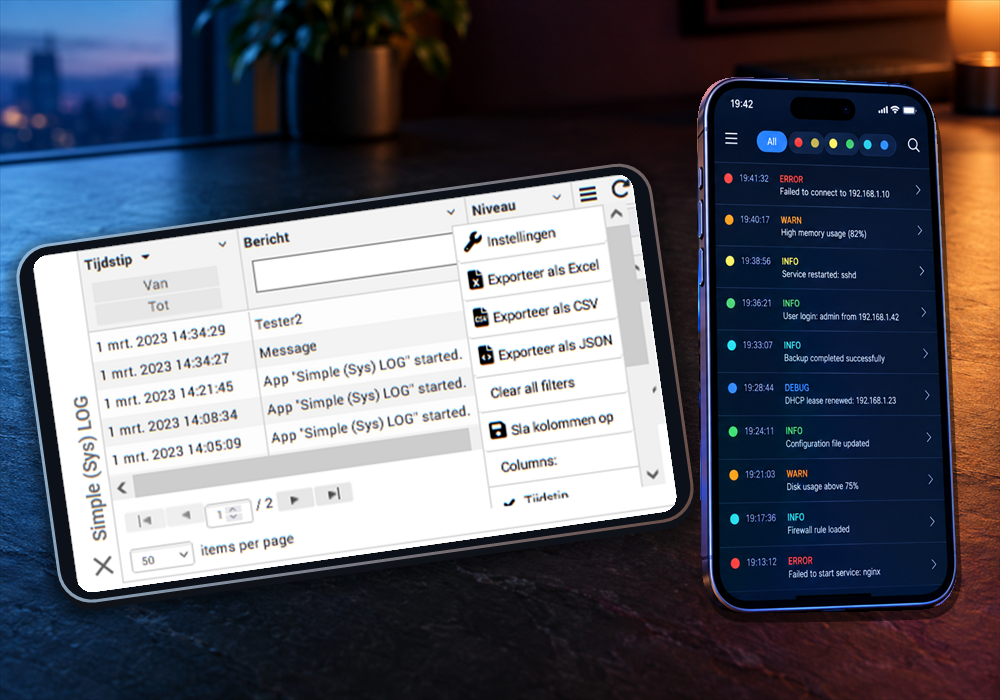 Simple (Sys) LOG
Tijdstip
Bericht
Niveau
Van
Tot
1 mrt. 2023 14:34:29
Tester2
1 mrt. 2023 14:34:27
Message
1 mrt. 2023 14:21:45
App "Simple (Sys) LOG" started.
1 mrt. 2023 14:08:34
App "Simple (Sys) LOG" started.
1 mrt. 2023 14:05:09
App "Simple (Sys) LOG" started.
1 / 2
50 items per page
Instellingen
Exporteer als Excel
Exporteer als CSV
Exporteer als JSON
Clear all filters
Sla kolommen op
Columns:
Tijdstip
19:42
All
19:41:32 ERROR
Failed to connect to 192.168.1.10
19:40:17 WARN
High memory usage (82%)
19:38:56 INFO
Service restarted: sshd
19:36:21 INFO
User login: admin from 192.168.1.42
19:33:07 INFO
Backup completed successfully
19:28:44 DEBUG
DHCP lease renewed: 192.168.1.23
19:24:11 INFO
Configuration file updated
19:21:03 WARN
Disk usage above 75%
19:17:36 INFO
Firewall rule loaded
19:13:12 ERROR
Failed to start service: nginx